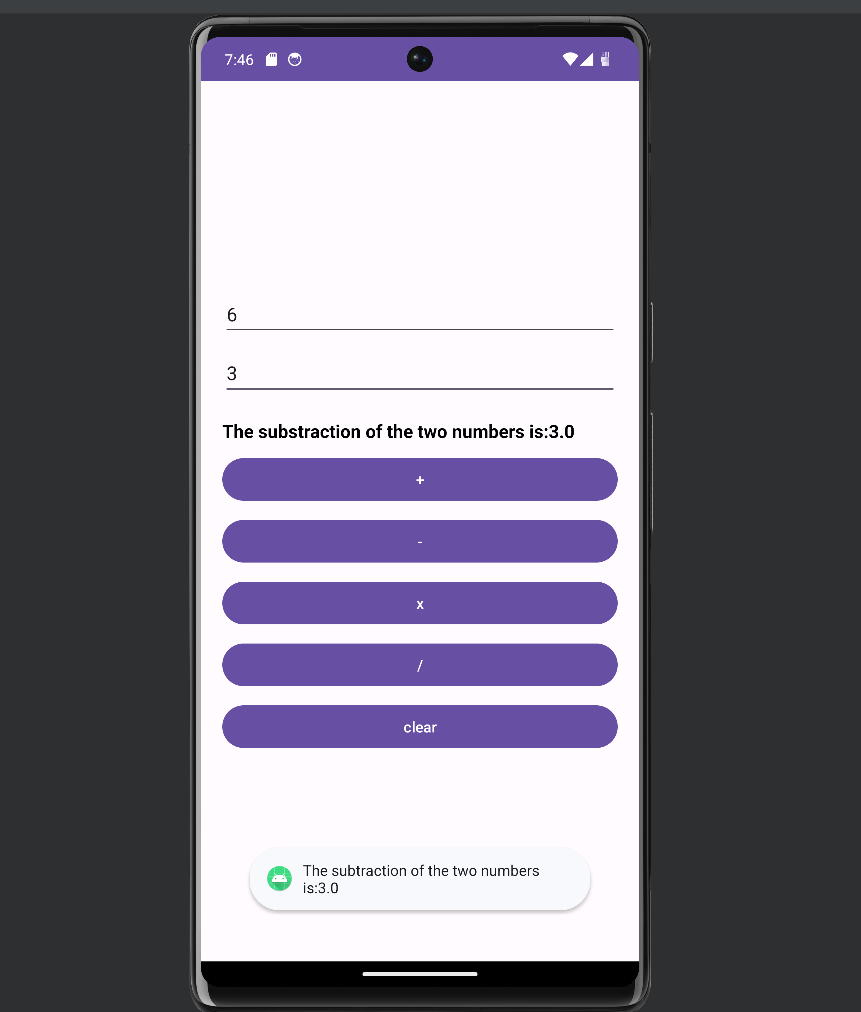 7:46
6
3
The substraction of the two numbers is:3.0
+
-
x
/
clear
The subtraction of the two numbers
is:3.0